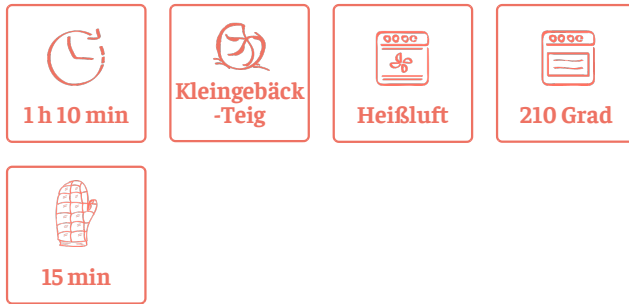 1 h 10 min
Kleingebäck
-Teig
Heißluft
210 Grad
15 min